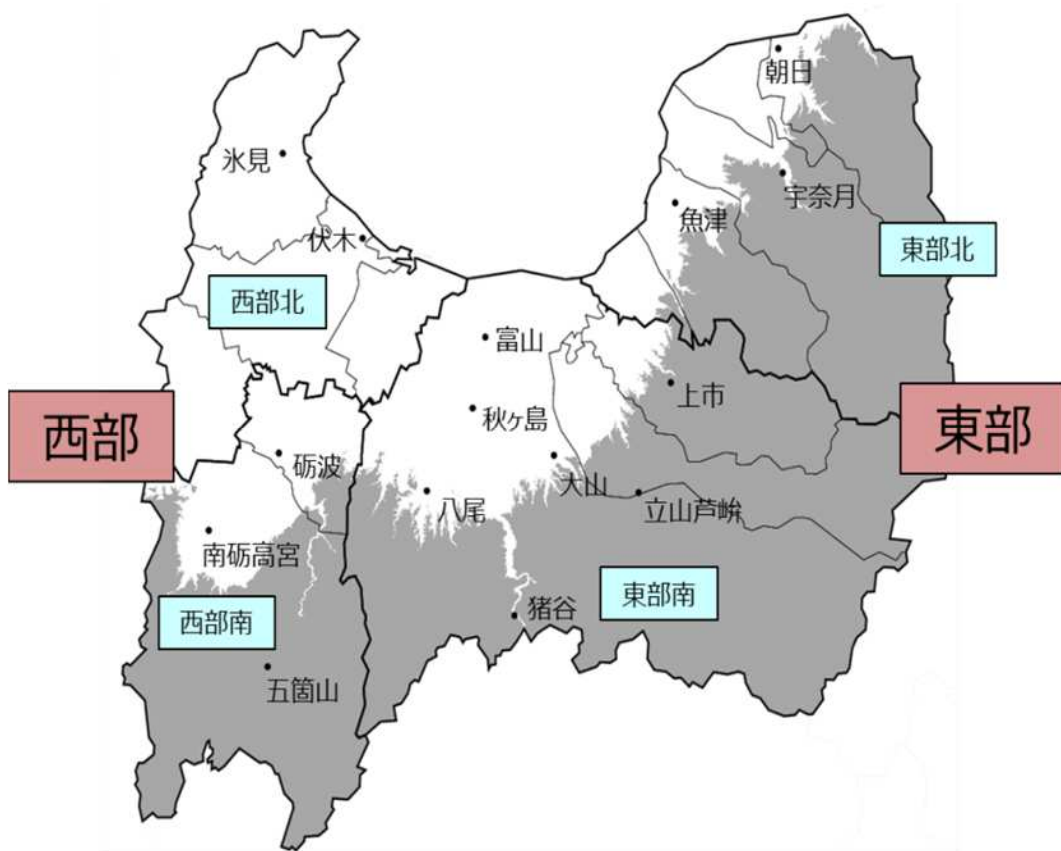 朝日
氷見
宇奈月
魚津
伏木
東部北
西部北
富山
上市
西部
秋ヶ島
東部
砺波
大山
八尾
立山芦峅
南砺高宮
東部南
猪谷
西部南
五箇山